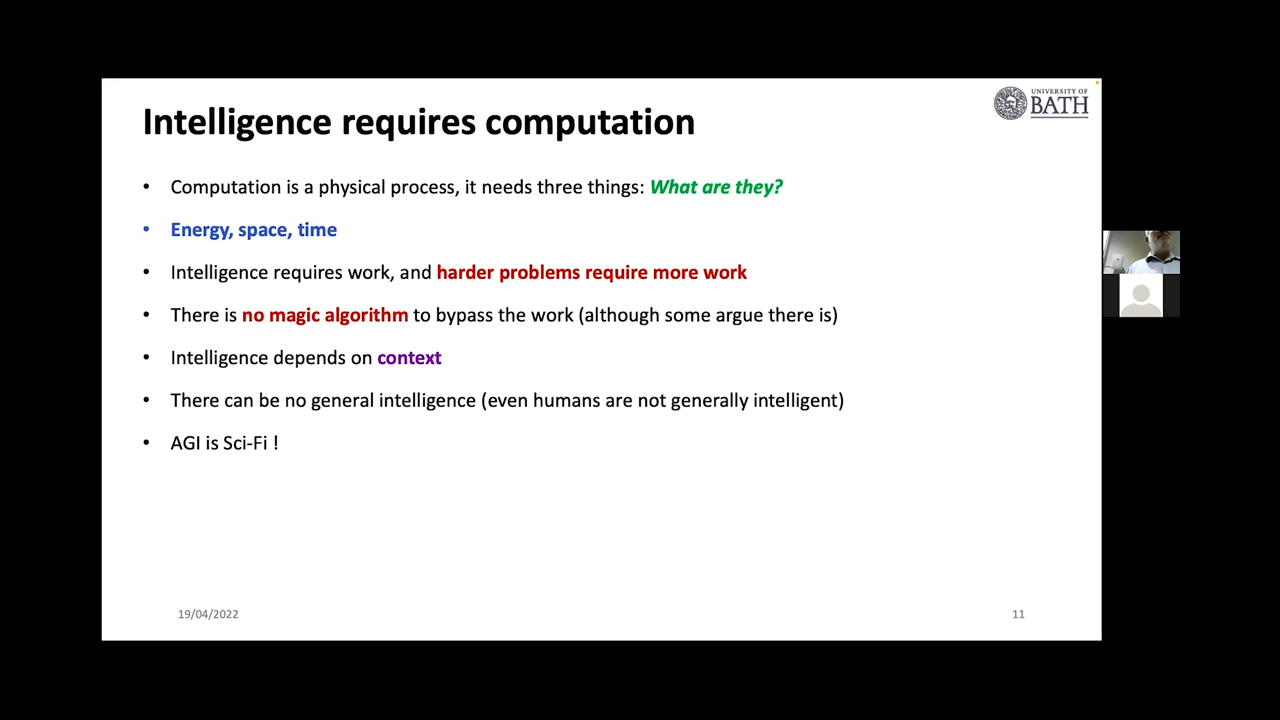 UNIVERSITY OF
BATH
Intelligence requires computation
• Computation is a physical process, it needs three things: What are they?
• Energy, space, time
• Intelligence requires work, and harder problems require more work
• There is no magic algorithm to bypass the work (although some argue there is)
• Intelligence depends on context
• There can be no general intelligence (even humans are not generally intelligent)
• AGI is Sci-Fi !
19/04/2022
11